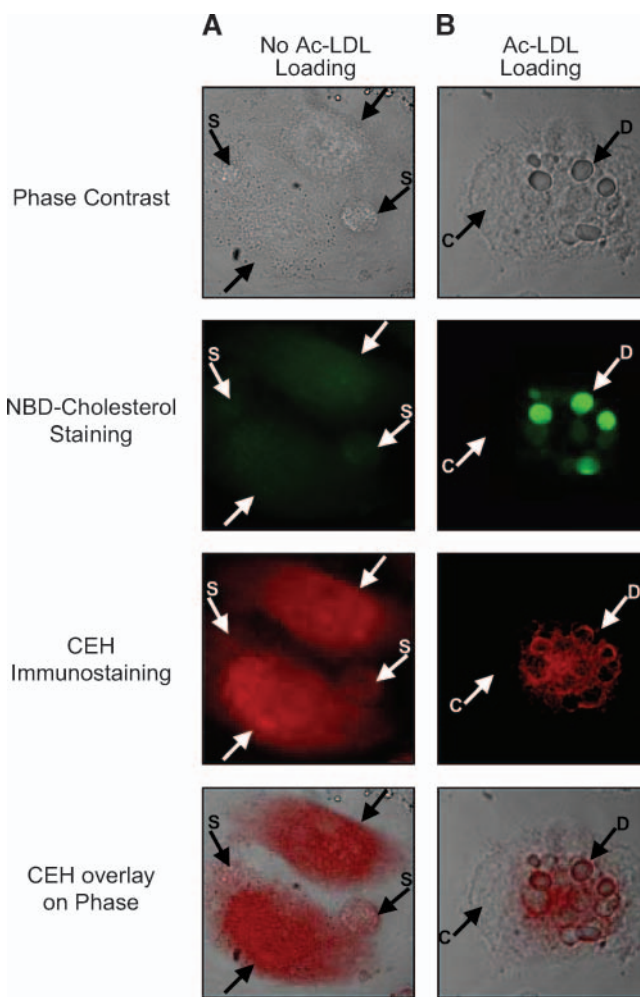 A
B
No Ac-LDL
Loading
Ac-LDL
Loading
Phase Contrast
S
S
D
C
NBD-Cholesterol
Staining
S
S
D
C
CEH
Immunostaining
S
S
D
C
CEH overlay
on Phase
S
S
D
C